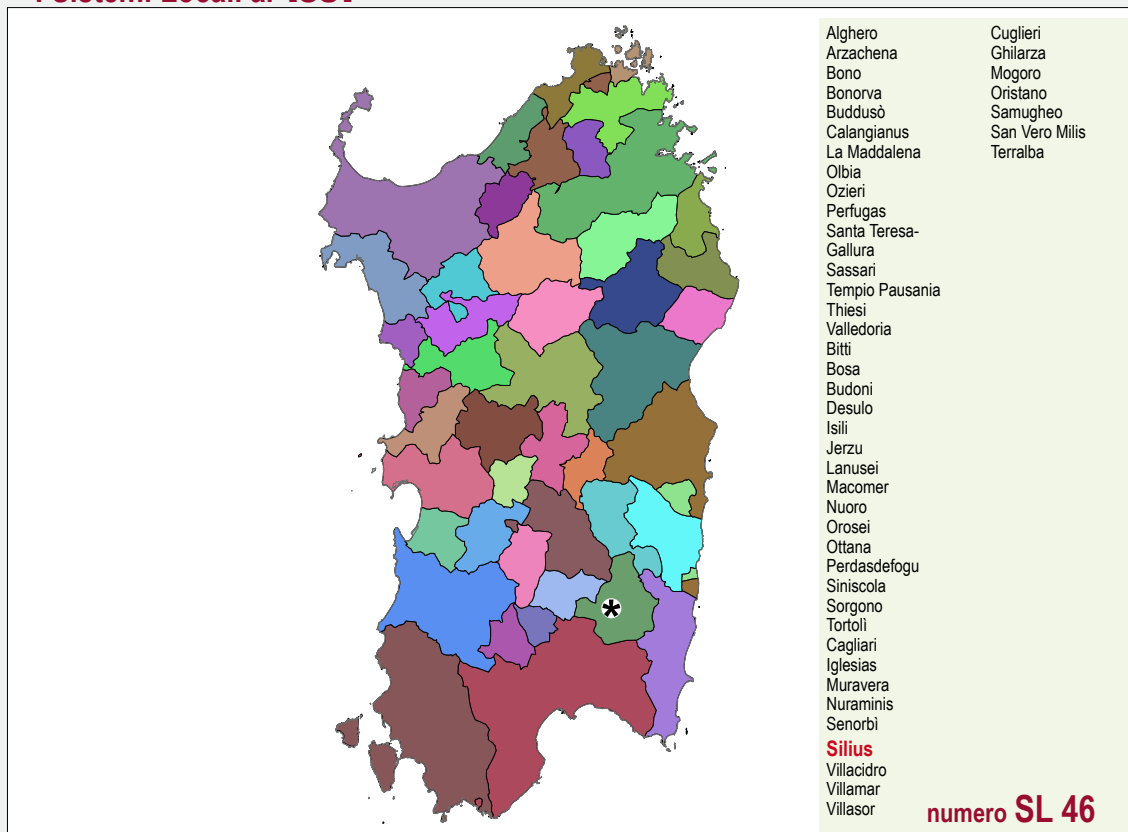 Alghero
Arzachena
Bono
Bonorva
Buddusò
Calangianus
La Maddalena
Olbia
Ozieri
Perfugas
Santa Teresa-
Gallura
Sassari
Tempio Pausania
Thiesi
Valledoria
Bitti
Bosa
Budoni
Desulo
Isili
Jerzu
Lanusei
Macomer
Nuoro
Orosei
Ottana
Perdasdefogu
Siniscola
Sorgono
Tortolì
Cagliari
Iglesias
Muravera
Nuraminis
Senorbì
Silius
Villacidro
Villamar
Villasor
Cuglieri
Ghilarza
Mogoro
Oristano
Samugheo
San Vero Milis
Terralba
*
numero SL 46